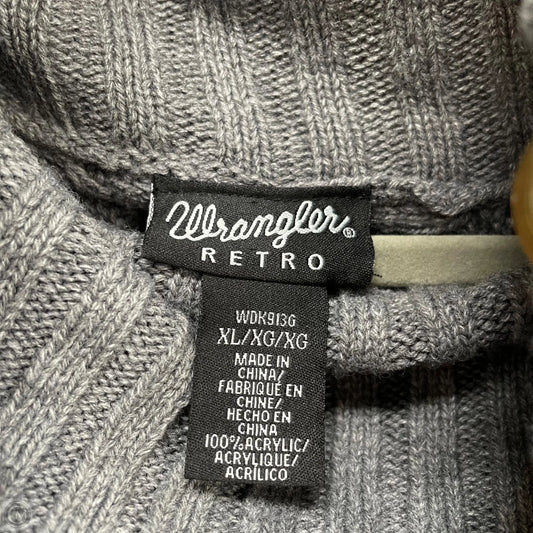 Wrangler®
RETRO
WDK913G
XL/XG/XG
MADE IN
CHINA/
FABRIQUÉ EN
CHINE/
HECHO EN
CHINA
100% ACRYLIC/
ACRYLIQUE/
ACRÍLICO